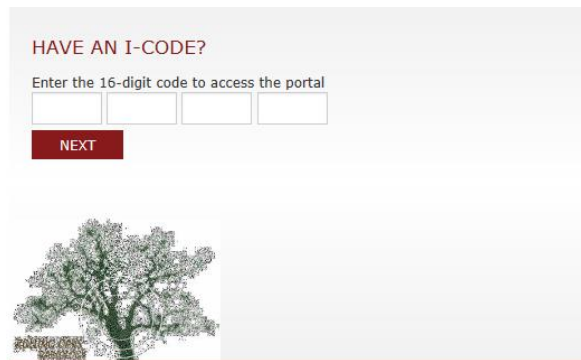 HAVE AN I-CODE?
Enter the 16-digit code to access the portal
NEXT